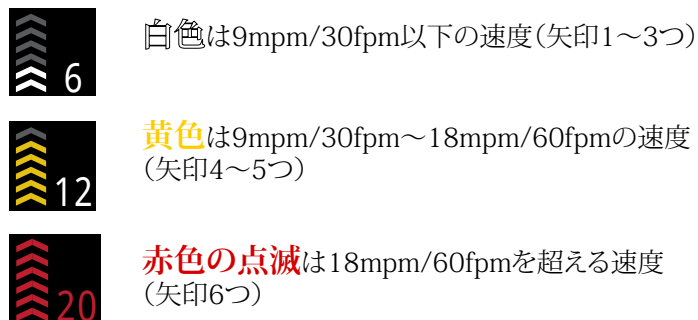 白色は9mpm/30fpm以下の速度（矢印1～3つ）
6
黄色は9mpm/30fpm～18mpm/60fpmの速度
（矢印4～5つ）
12
赤色の点滅は18mpm/60fpmを超える速度
（矢印6つ）
20